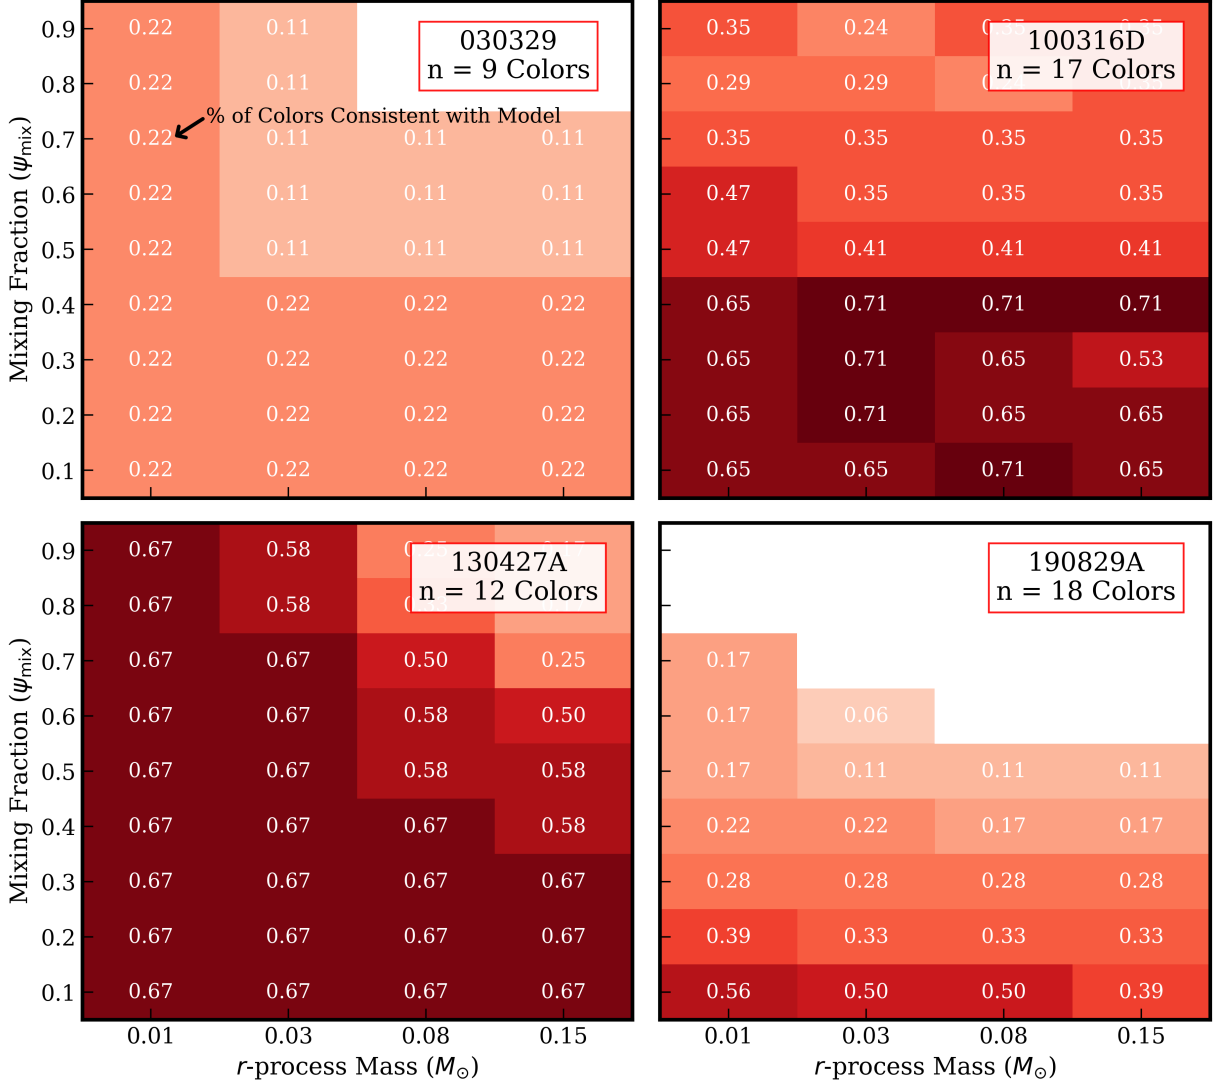 0.9 0.22 0.11
030329
n = 9 Colors
0.8 0.22 0.11
% of Colors Consistent with Model
0.7 0.22 0.11 0.11 0.11
0.6 0.22 0.11 0.11 0.11
0.5 0.22 0.11 0.11 0.11
0.4 0.22 0.22 0.22 0.22
0.3 0.22 0.22 0.22 0.22
0.2 0.22 0.22 0.22 0.22
0.1 0.22 0.22 0.22 0.22
Mixing Fraction (ψmix)
0.35 0.24 0.35 0.35
100316D
n = 17 Colors
0.29 0.29
0.35 0.35 0.35 0.35
0.47 0.35 0.35 0.35
0.47 0.41 0.41 0.41
0.65 0.71 0.71 0.71
0.65 0.71 0.65 0.53
0.65 0.71 0.65 0.65
0.65 0.65 0.71 0.65
0.9 0.67 0.58 0.25 0.17
130427A
n = 12 Colors
0.8 0.67 0.58
0.7 0.67 0.67 0.50 0.25
0.6 0.67 0.67 0.58 0.50
0.5 0.67 0.67 0.58 0.58
0.4 0.67 0.67 0.67 0.58
0.3 0.67 0.67 0.67 0.67
0.2 0.67 0.67 0.67 0.67
0.1 0.67 0.67 0.67 0.67
0.01 0.03 0.08 0.15
Mixing Fraction (ψmix)
r-process Mass (M⊙)
190829A
n = 18 Colors
0.17
0.17 0.06
0.17 0.11 0.11 0.11
0.22 0.22 0.17 0.17
0.28 0.28 0.28 0.28
0.39 0.33 0.33 0.33
0.56 0.50 0.50 0.39
0.01 0.03 0.08 0.15
r-process Mass (M⊙)